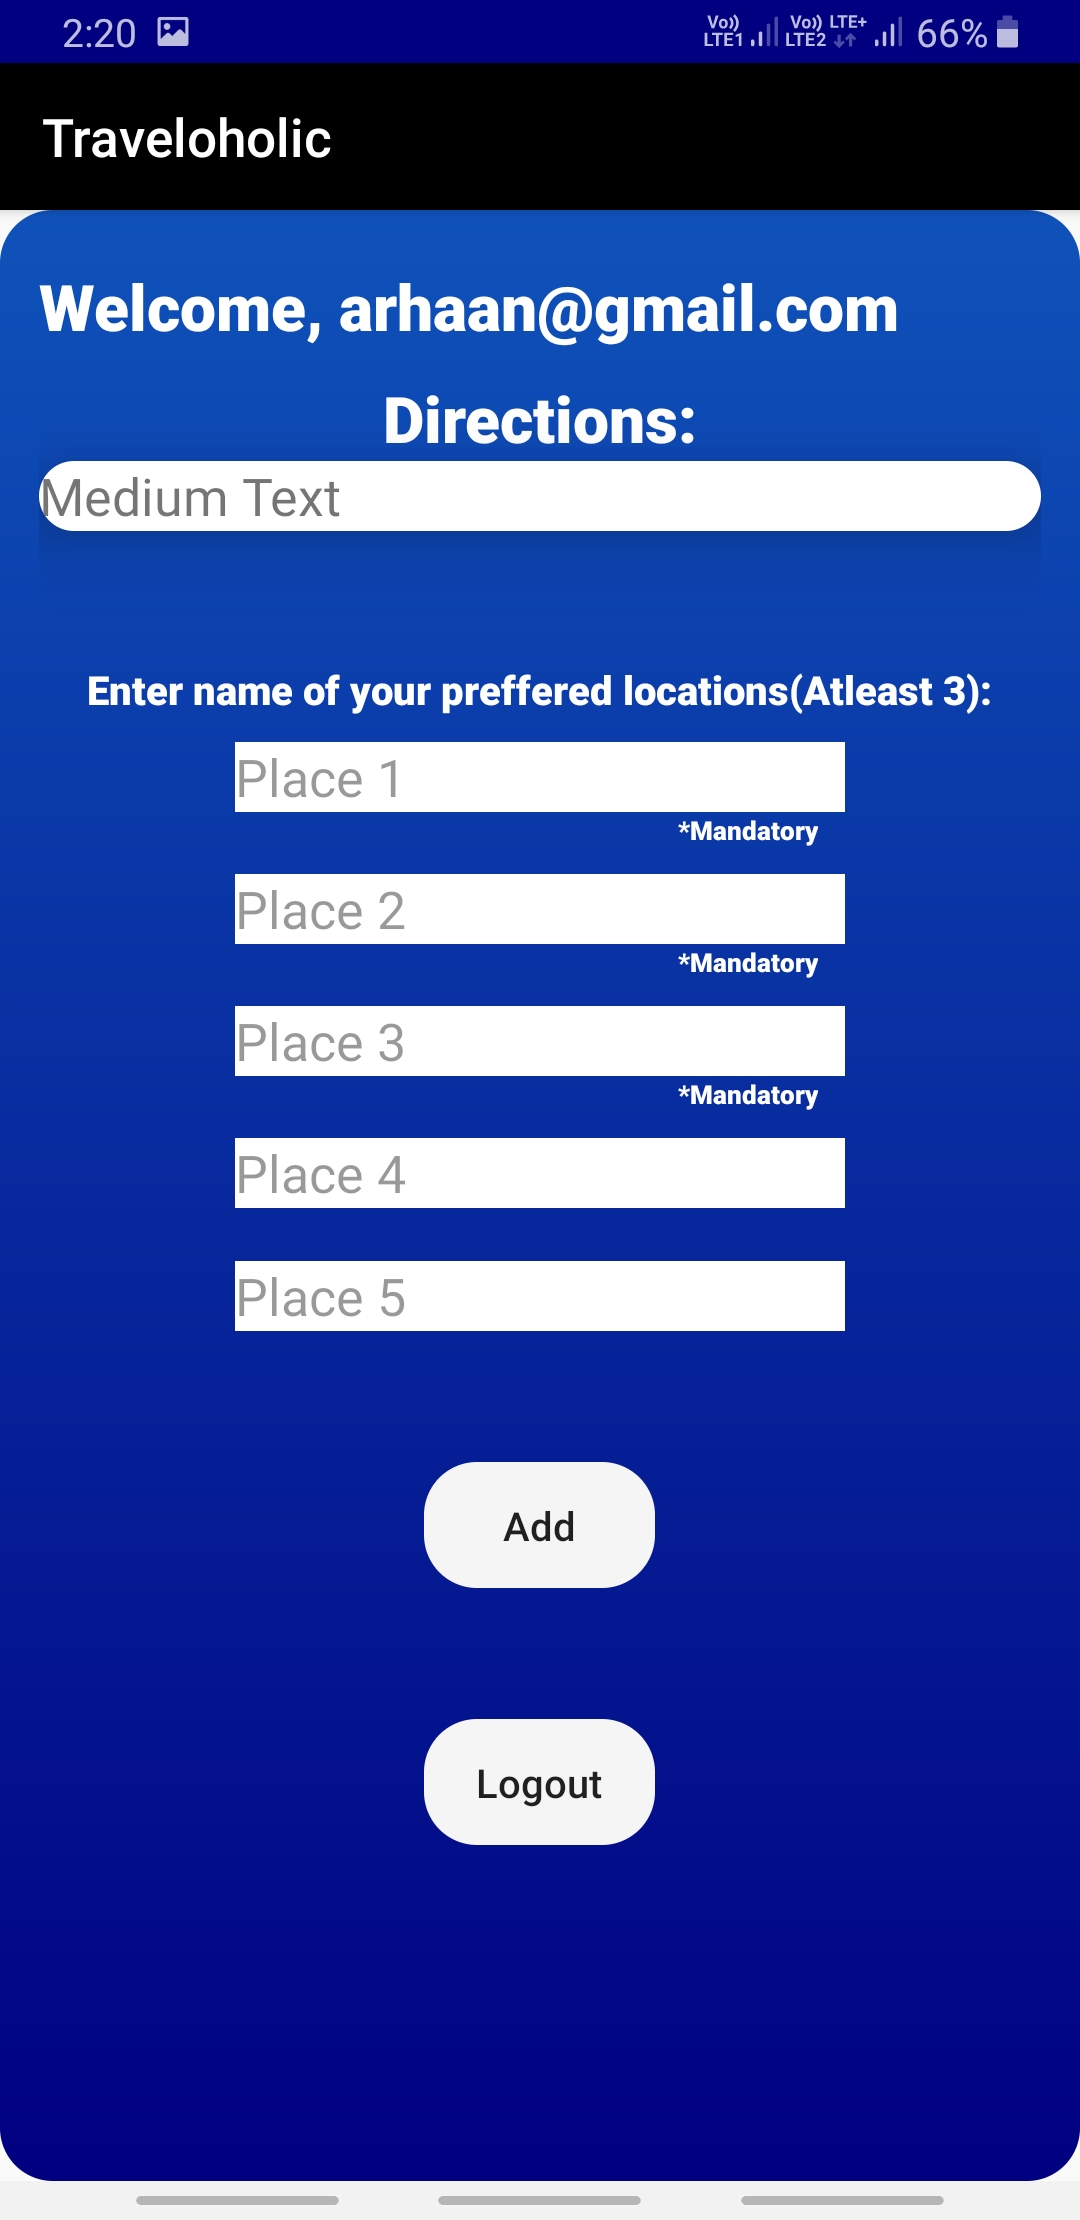 2:20 Vo)) LTE1 Vo)) LTE2 LTE+ 66%
Traveloholic
Welcome, arhaan@gmail.com
Directions:
Medium Text
Enter name of your preffered locations(Atleast 3):
Place 1
*Mandatory
Place 2
*Mandatory
Place 3
*Mandatory
Place 4
Place 5
Add
Logout